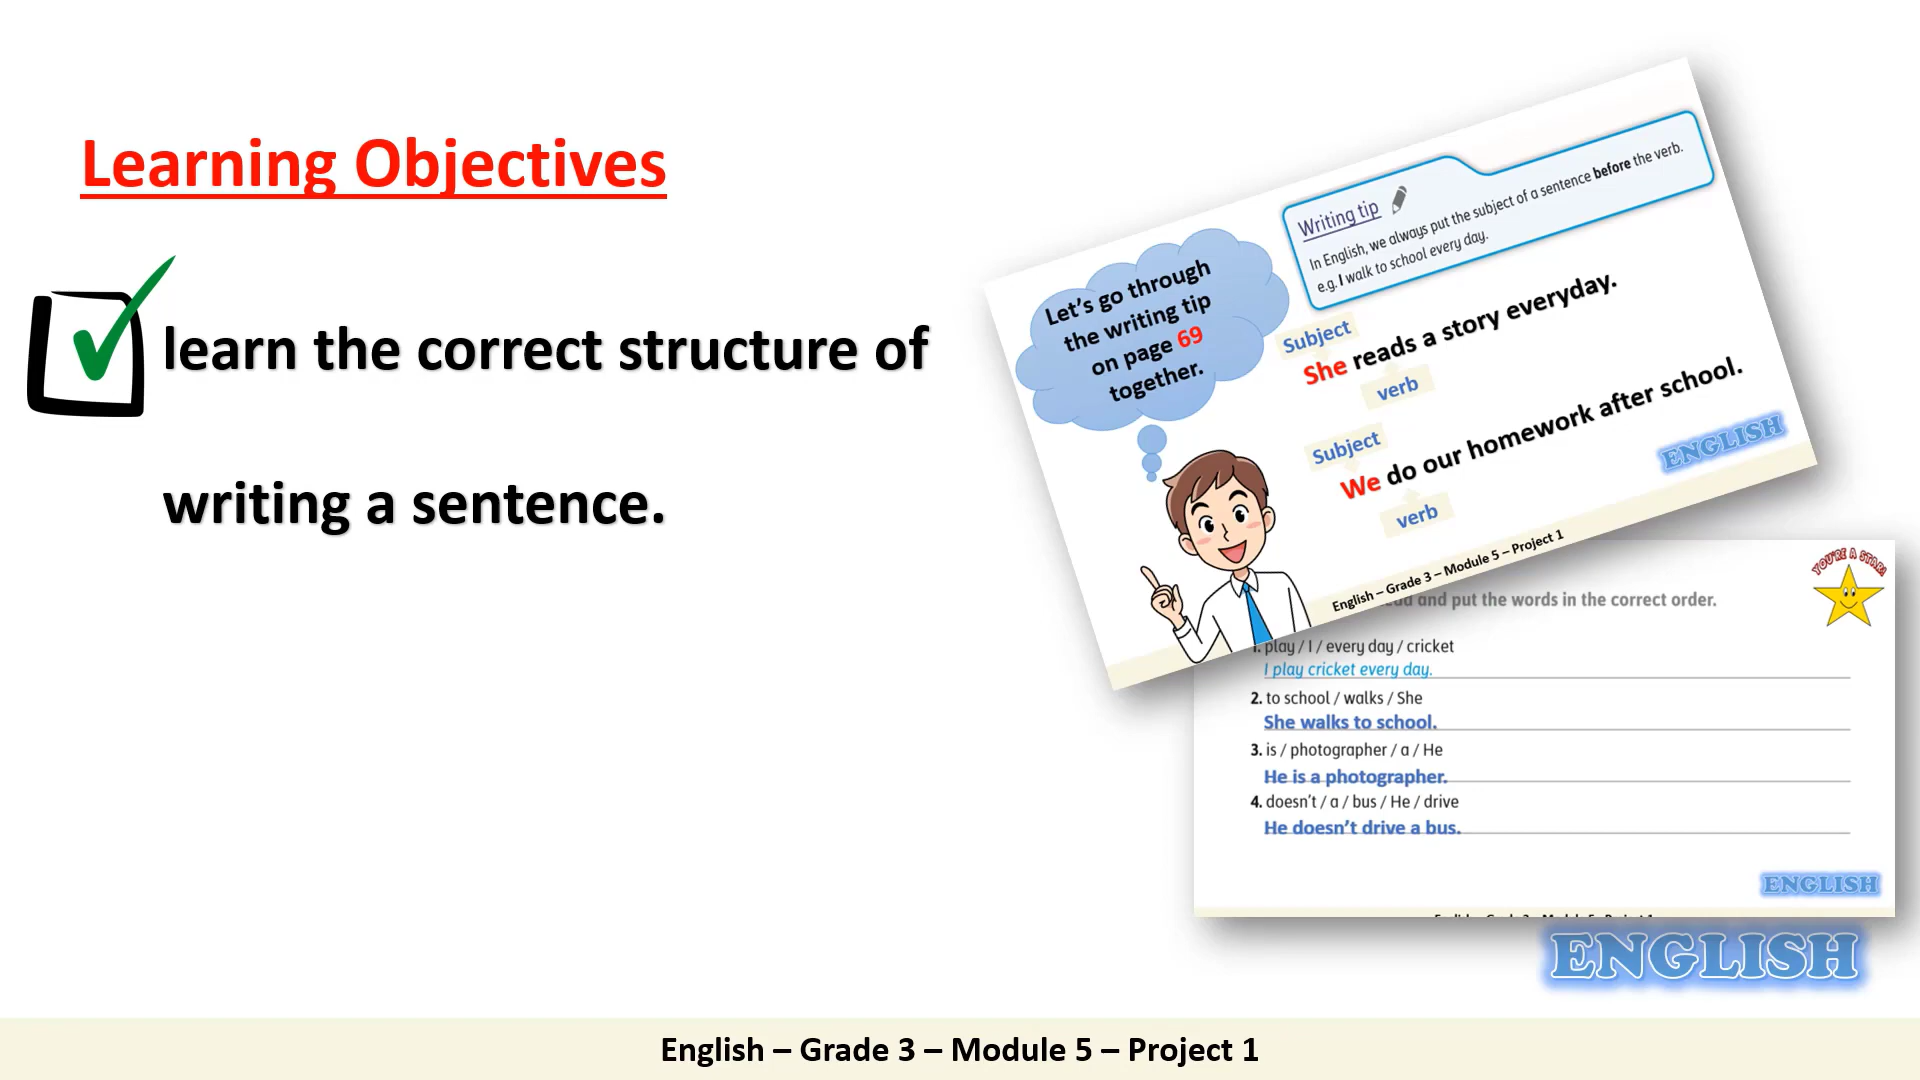 Learning Objectives
learn the correct structure of
writing a sentence.
Let's go through
the writing tip
on page 69
together.
Writing tip
In English, we always put the subject of a sentence before the verb.
e.g. I walk to school every day.
Subject
She reads a story everyday.
verb
Subject
We do our homework after school.
verb
ENGLISH
English – Grade 3 – Module 5 – Project 1
YOU'RE A STAR!
and put the words in the correct order.
1. play / I / every day / cricket
I play cricket every day.
2. to school / walks / She
She walks to school.
3. is / photographer / a / He
He is a photographer.
4. doesn't / a / bus / He / drive
He doesn't drive a bus.
ENGLISH
ENGLISH
English – Grade 3 – Module 5 – Project 1